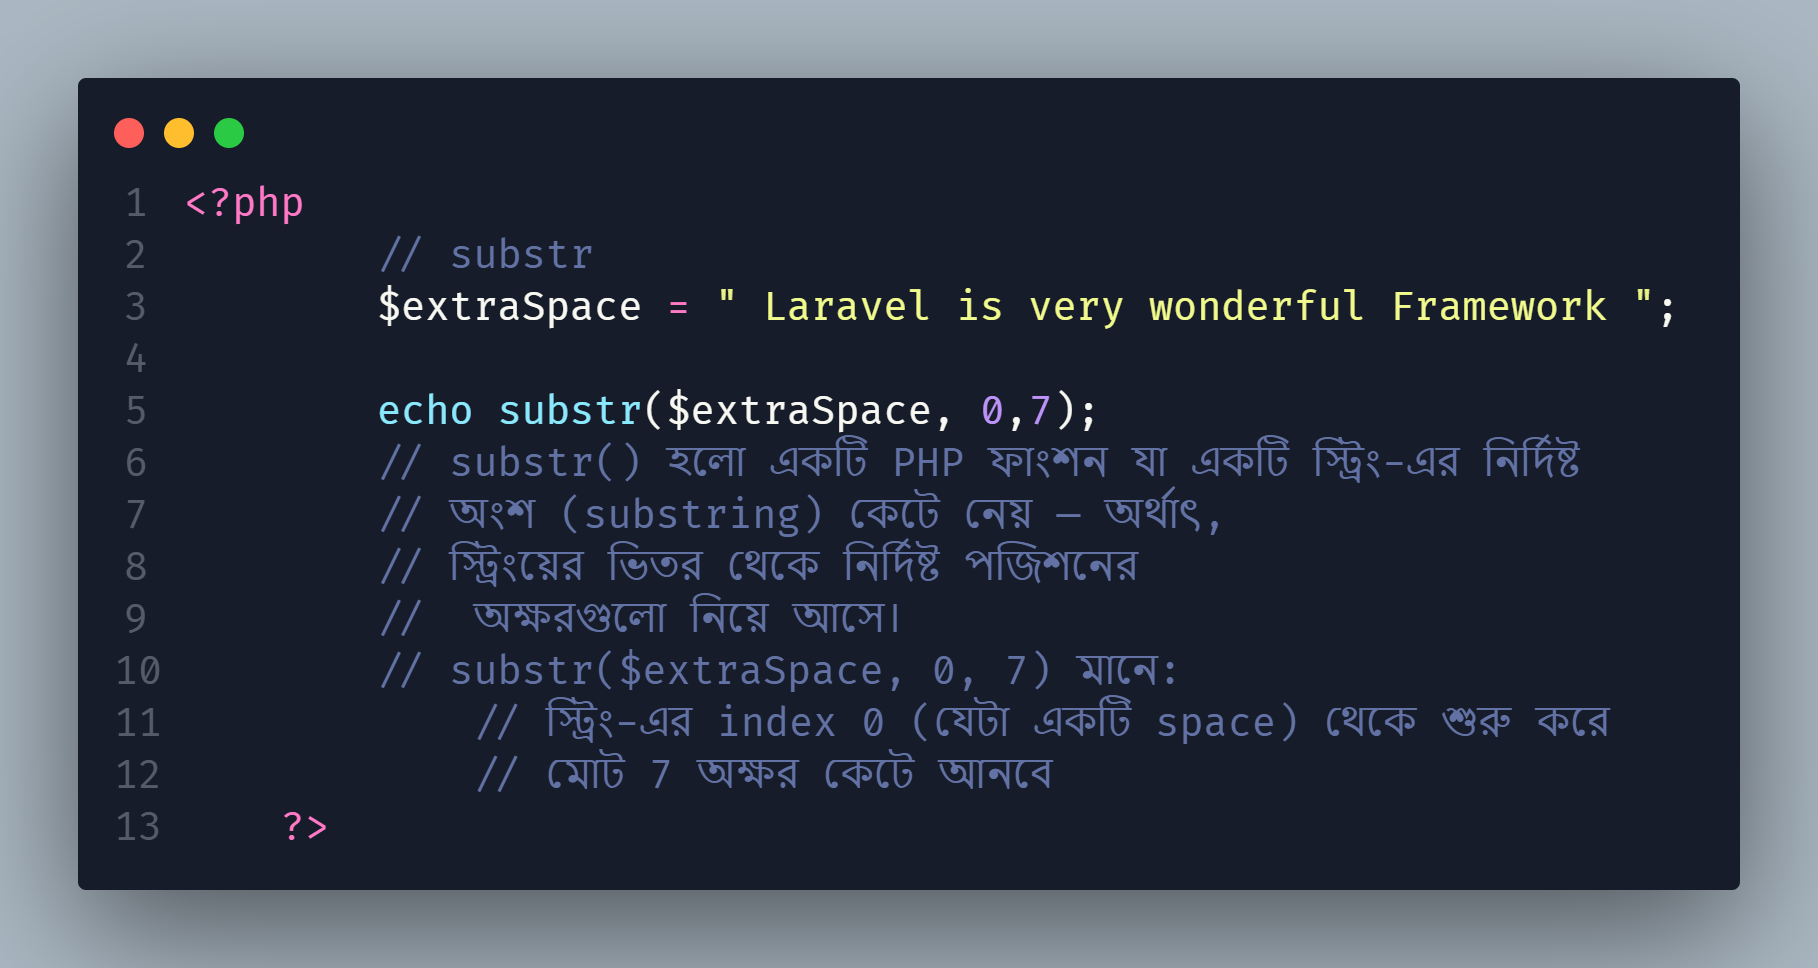 1 <?php
2 // substr
3 $extraSpace = " Laravel is very wonderful Framework ";
4
5 echo substr($extraSpace, 0,7);
6 // substr() হলো একটি PHP ফাংশন যা একটি স্ট্রিং-এর নির্দিষ্ট
7 // অংশ (substring) কেটে নেয় — অর্থাৎ,
8 // স্ট্রিংয়ের ভিতর থেকে নির্দিষ্ট পজিশনের
9 //  অক্ষরগুলো নিয়ে আসে।
10 // substr($extraSpace, 0, 7) মানে:
11 // স্ট্রিং-এর index 0 (যেটা একটি space) থেকে শুরু করে
12 // মোট 7 অক্ষর কেটে আনবে
13 ?>